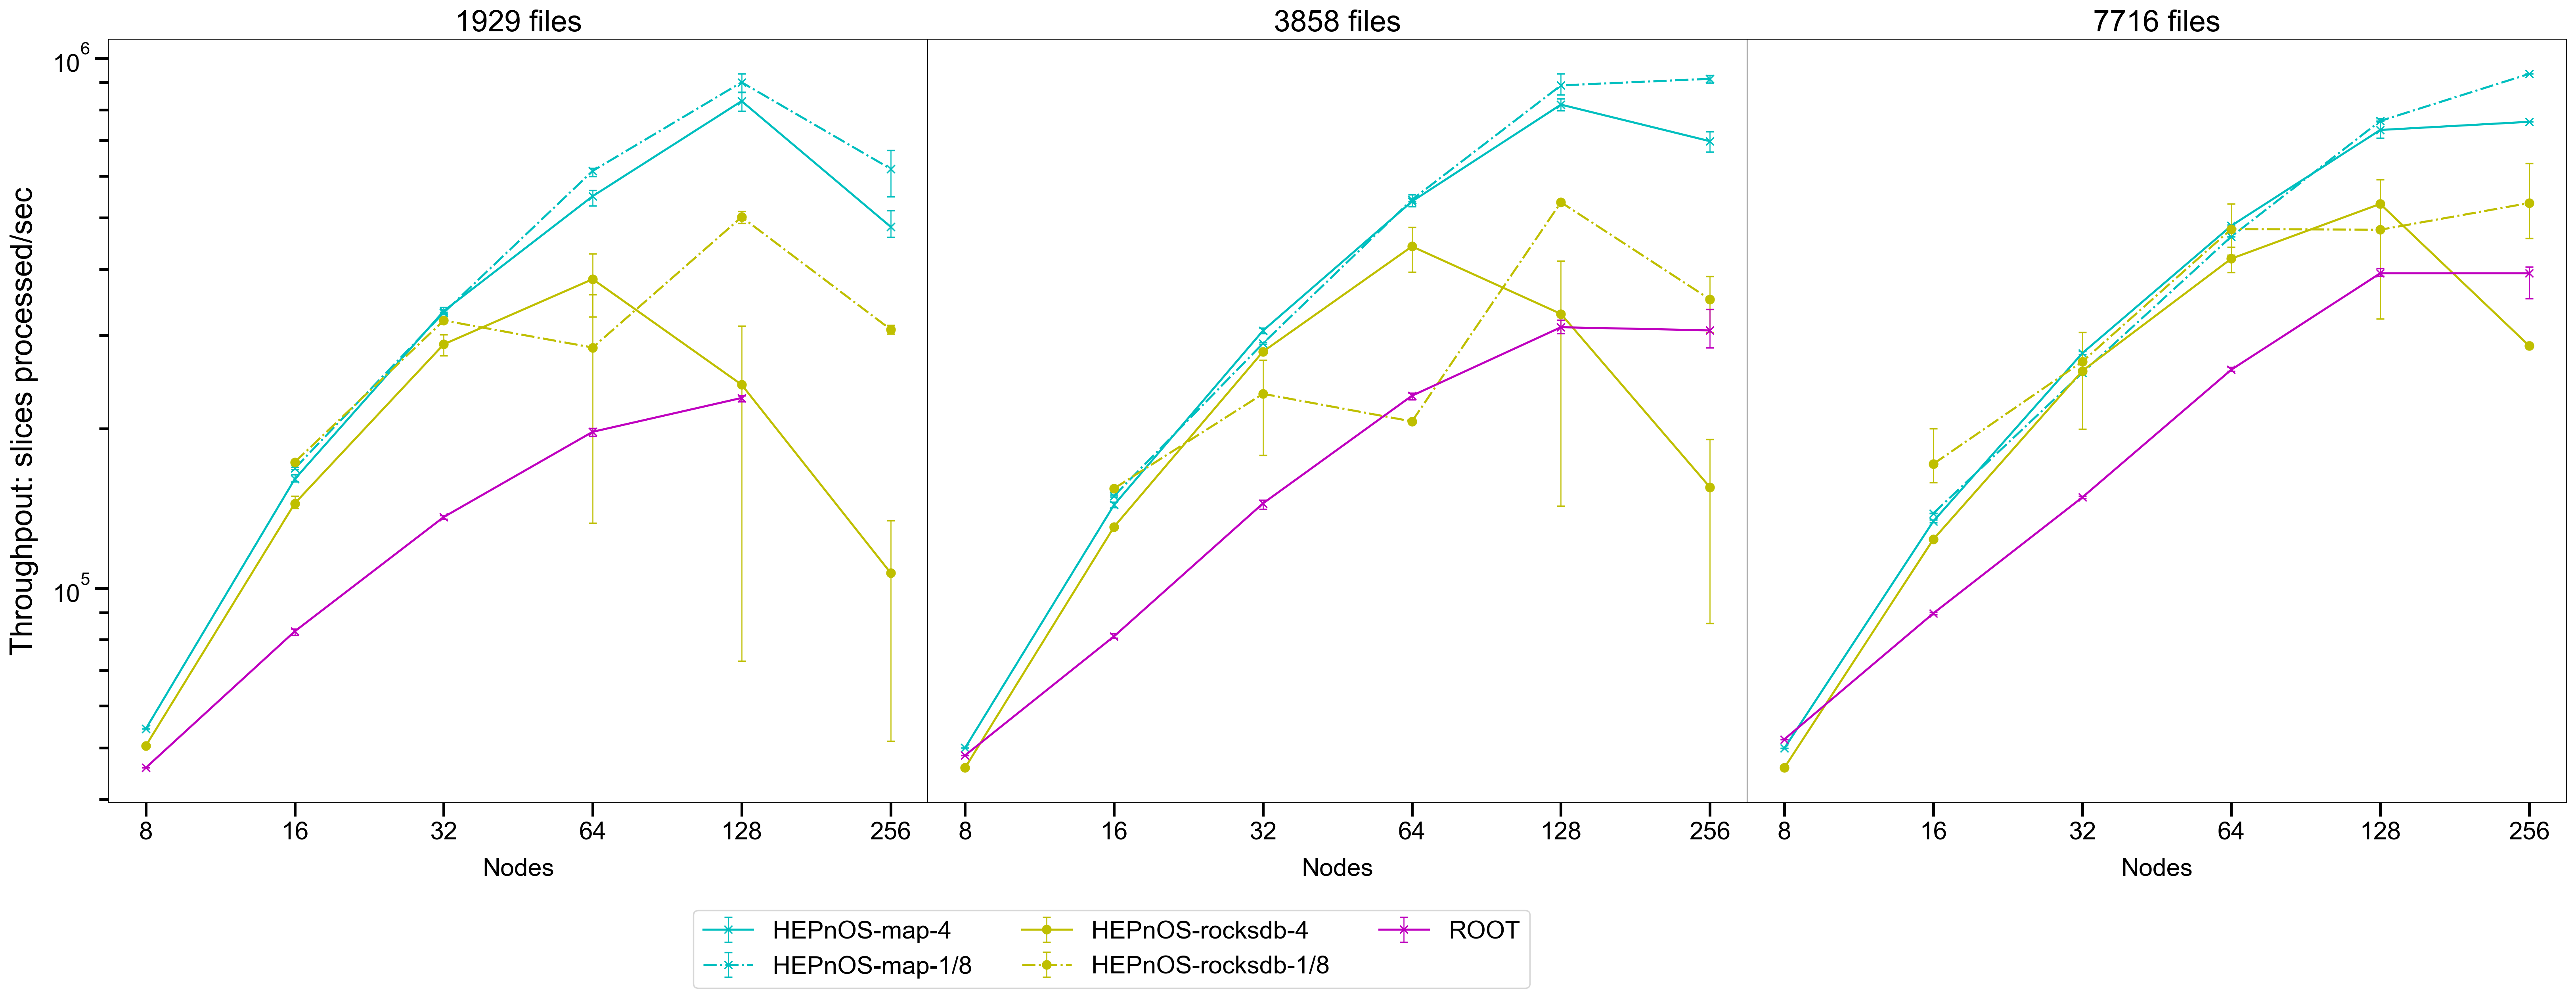 1929 files 3858 files 7716 files
Throughput: slices processed/sec
10^6
10^5
8 16 32 64 128 256 8 16 32 64 128 256 8 16 32 64 128 256
Nodes Nodes Nodes
HEPnOS-map-4 HEPnOS-rocksdb-4 ROOT
HEPnOS-map-1/8 HEPnOS-rocksdb-1/8